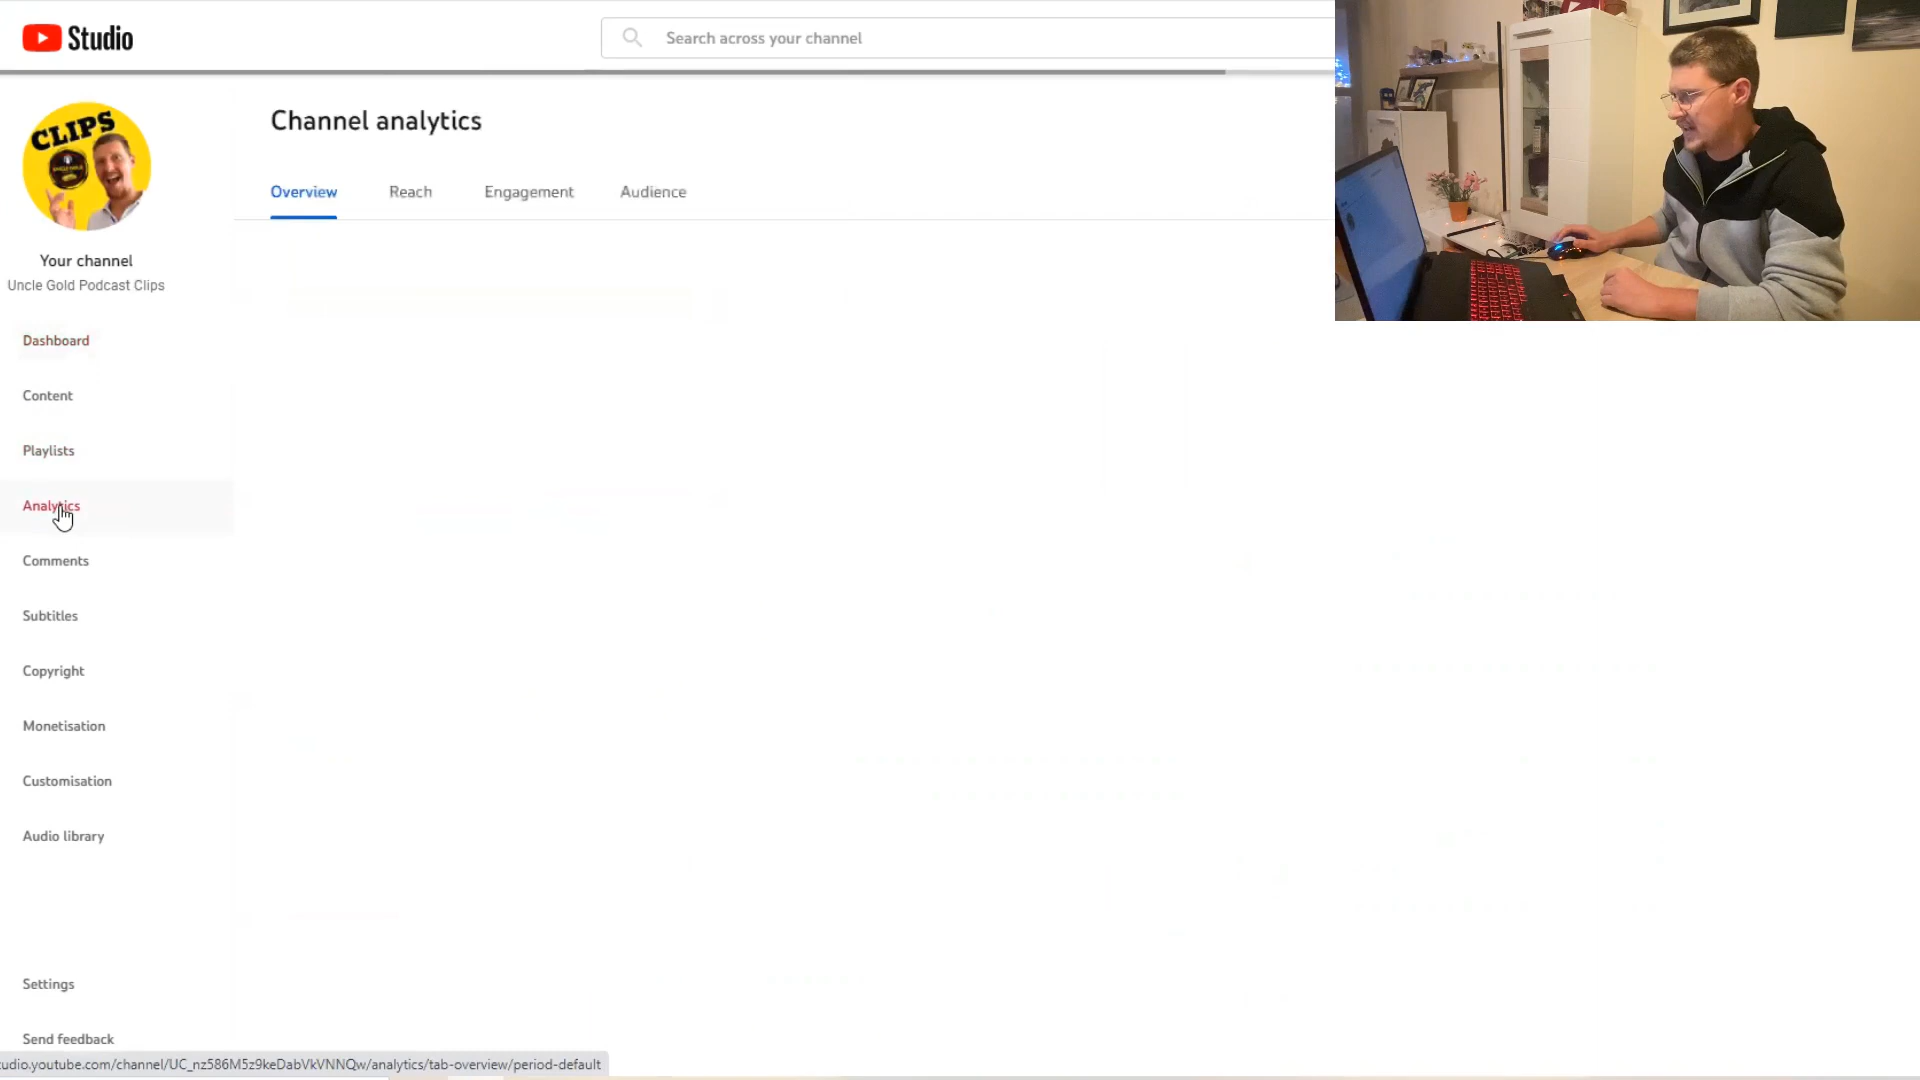 Studio
Search across your channel
CLIPS
Channel analytics
Overview
Reach
Engagement
Audience
Your channel
Uncle Gold Podcast Clips
Dashboard
Content
Playlists
Analytics
Comments
Subtitles
Copyright
Monetisation
Customisation
Audio library
Settings
Send feedback
udio.youtube.com/channel/UC_nz586M5z9keDabVkVNNQw/analytics/tab-overview/period-default